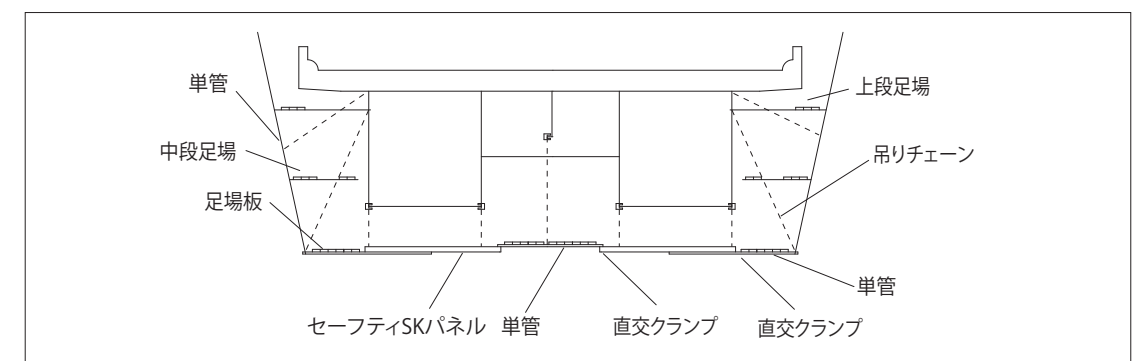 単管
上段足場
中段足場
吊りチェーン
足場板
単管
セーフティSKパネル
単管
直交クランプ
直交クランプ